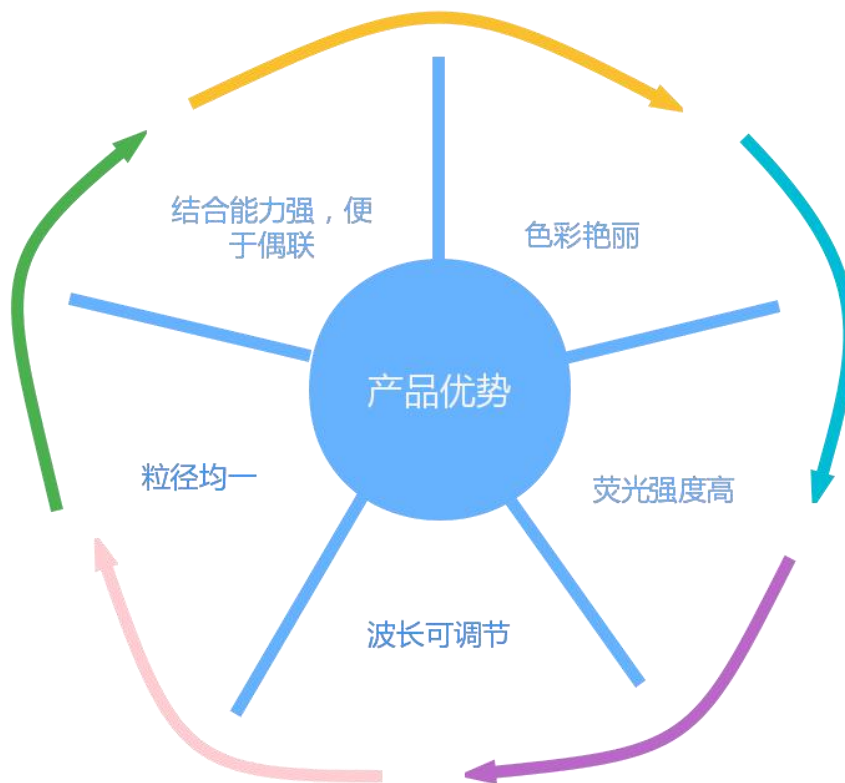 结合能力强，便
于偶联
色彩艳丽
产品优势
粒径均一
荧光强度高
波长可调节